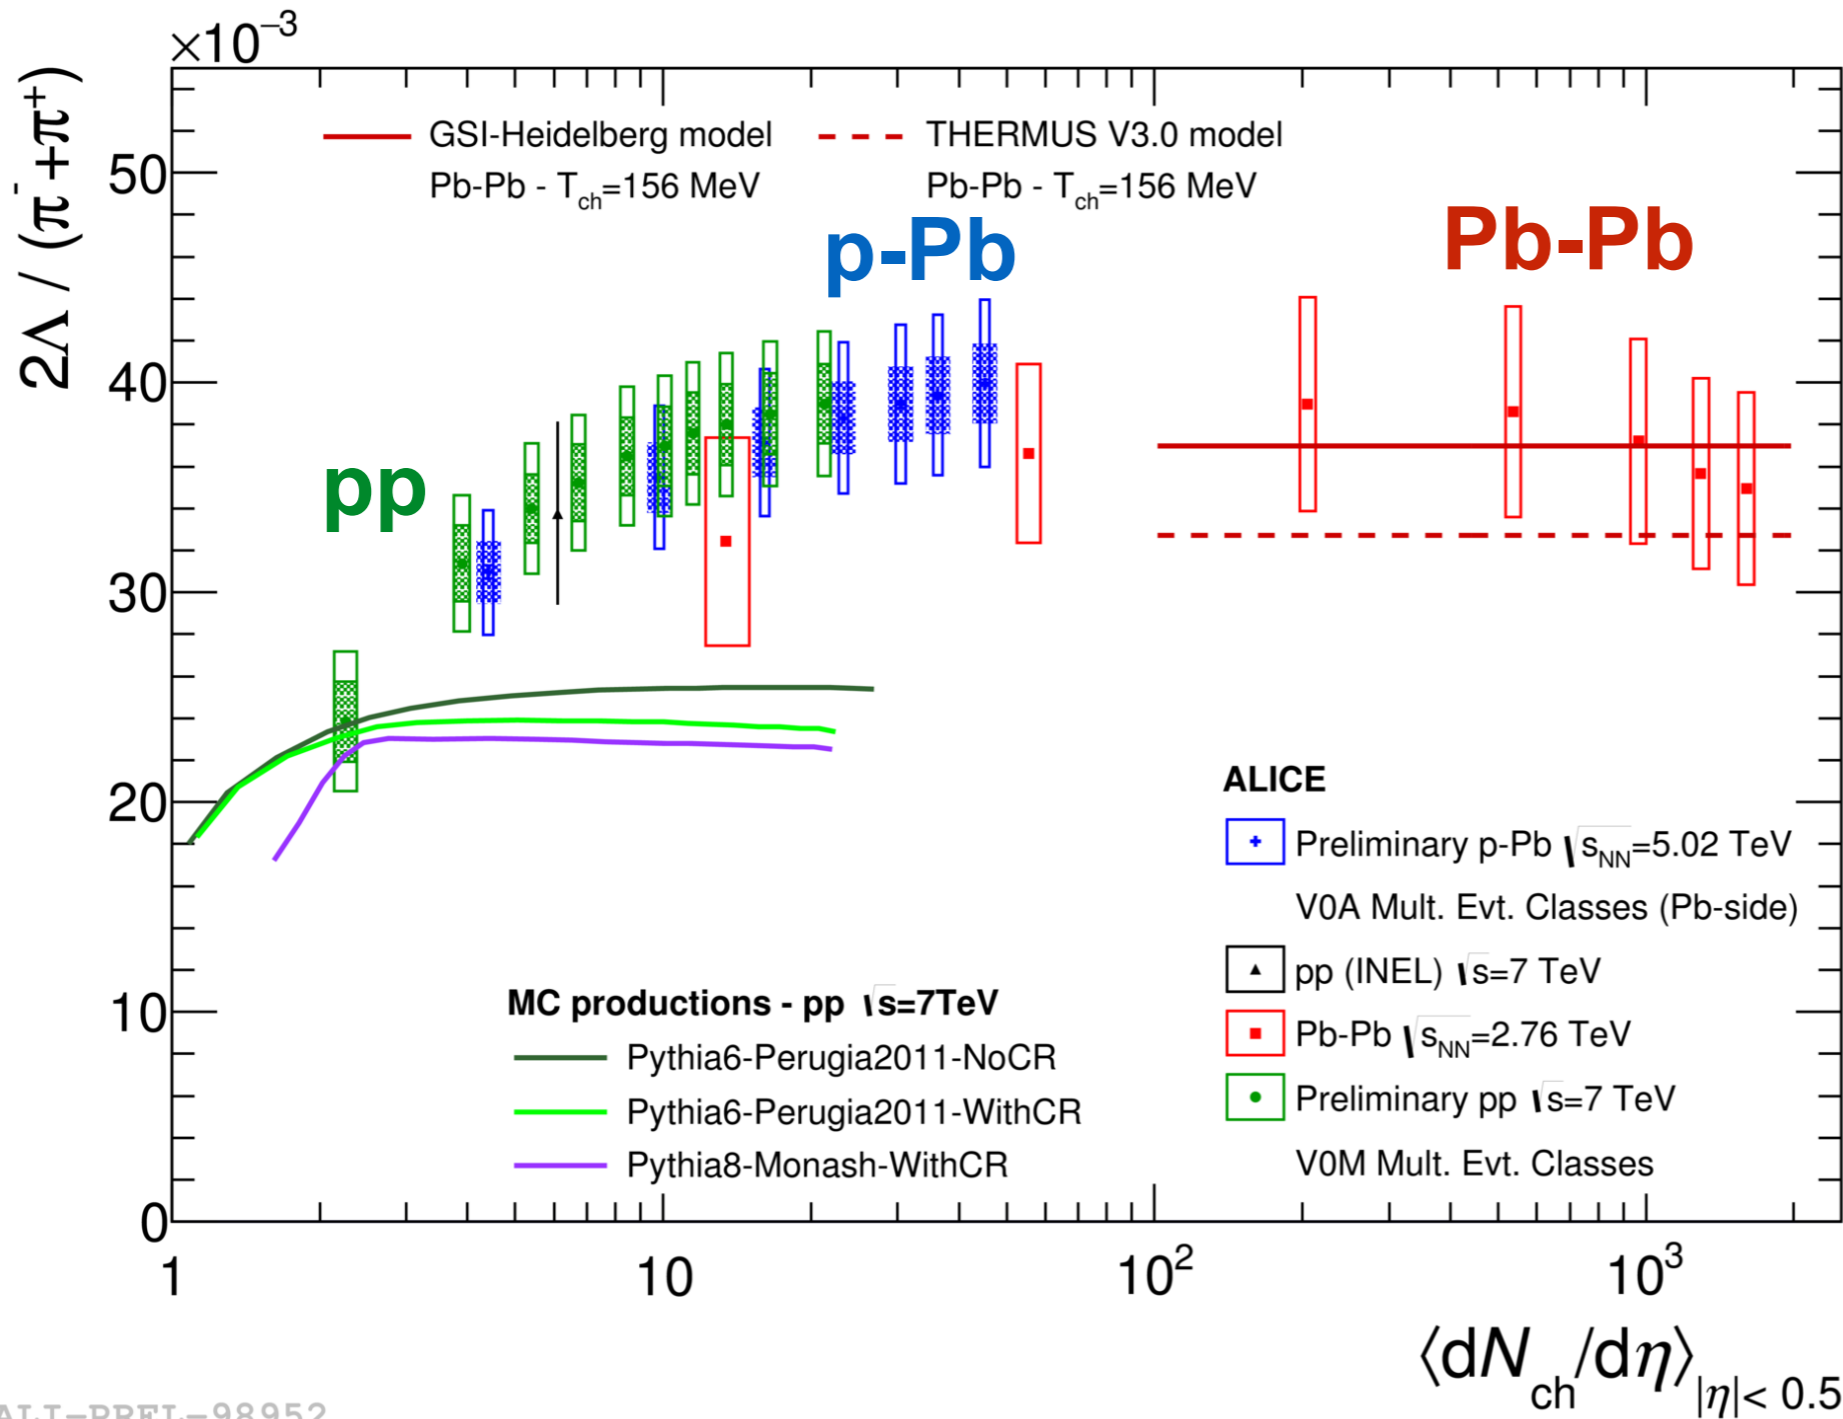 ×10⁻³
2Λ / (π⁻+π⁺)
GSI-Heidelberg model
Pb-Pb - T_ch=156 MeV
THERMUS V3.0 model
Pb-Pb - T_ch=156 MeV
p-Pb
Pb-Pb
pp
50
40
30
20
10
0
ALICE
Preliminary p-Pb √s_NN=5.02 TeV
V0A Mult. Evt. Classes (Pb-side)
pp (INEL) √s=7 TeV
Pb-Pb √s_NN=2.76 TeV
Preliminary pp √s=7 TeV
V0M Mult. Evt. Classes
MC productions - pp √s=7TeV
Pythia6-Perugia2011-NoCR
Pythia6-Perugia2011-WithCR
Pythia8-Monash-WithCR
1
10
10²
10³
⟨dN_ch/dη⟩_|η|< 0.5
ALI-PREL-98952